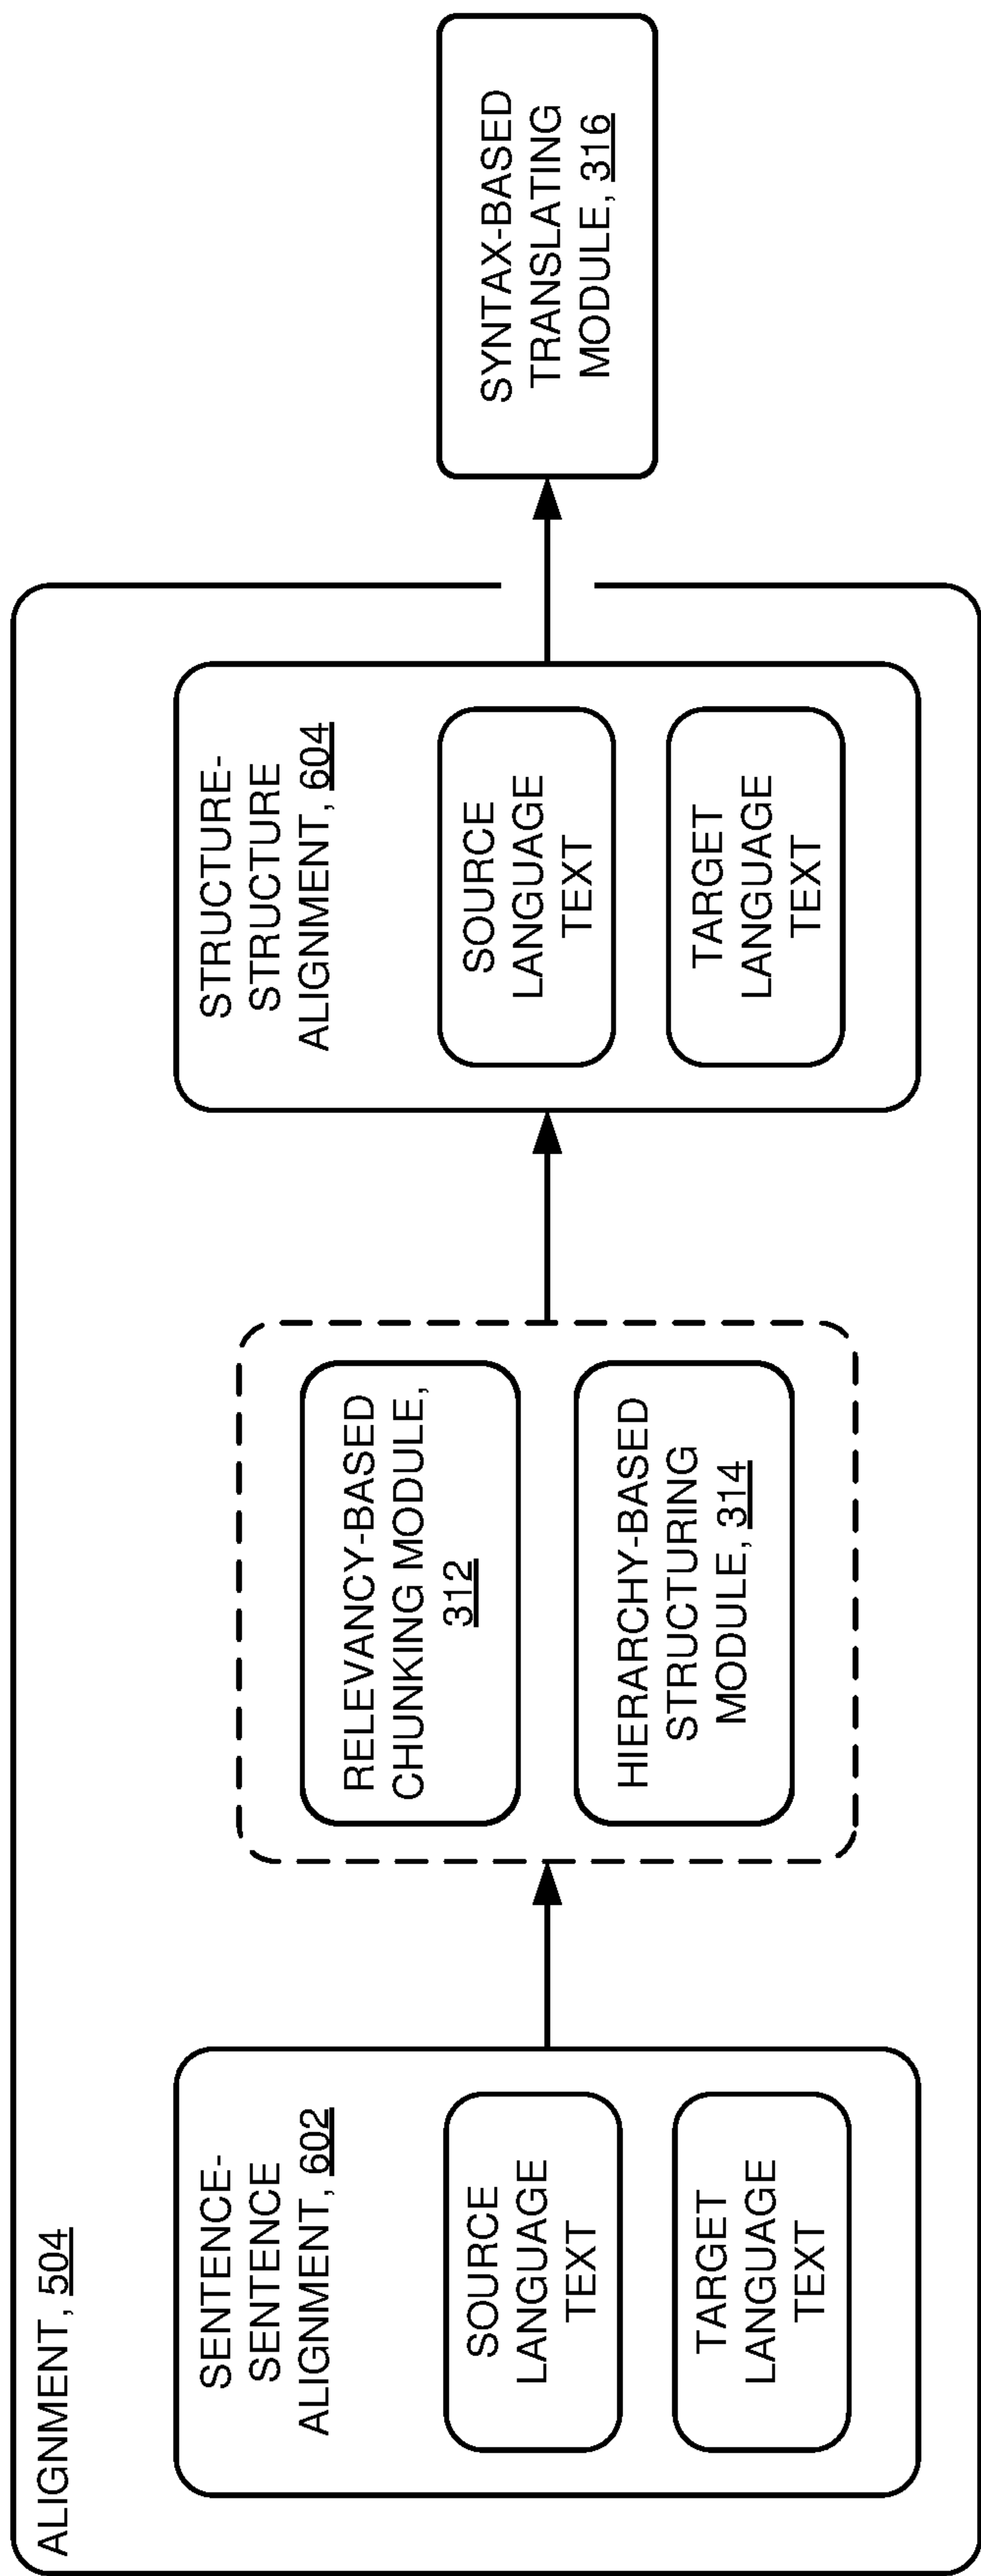 ALIGNMENT, 504
SENTENCE-
SENTENCE
ALIGNMENT, 602
SOURCE
LANGUAGE
TEXT
TARGET
LANGUAGE
TEXT
RELEVANCY-BASED
CHUNKING MODULE,
312
HIERARCHY-BASED
STRUCTURING
MODULE, 314
STRUCTURE-
STRUCTURE
ALIGNMENT, 604
SOURCE
LANGUAGE
TEXT
TARGET
LANGUAGE
TEXT
SYNTAX-BASED
TRANSLATING
MODULE, 316